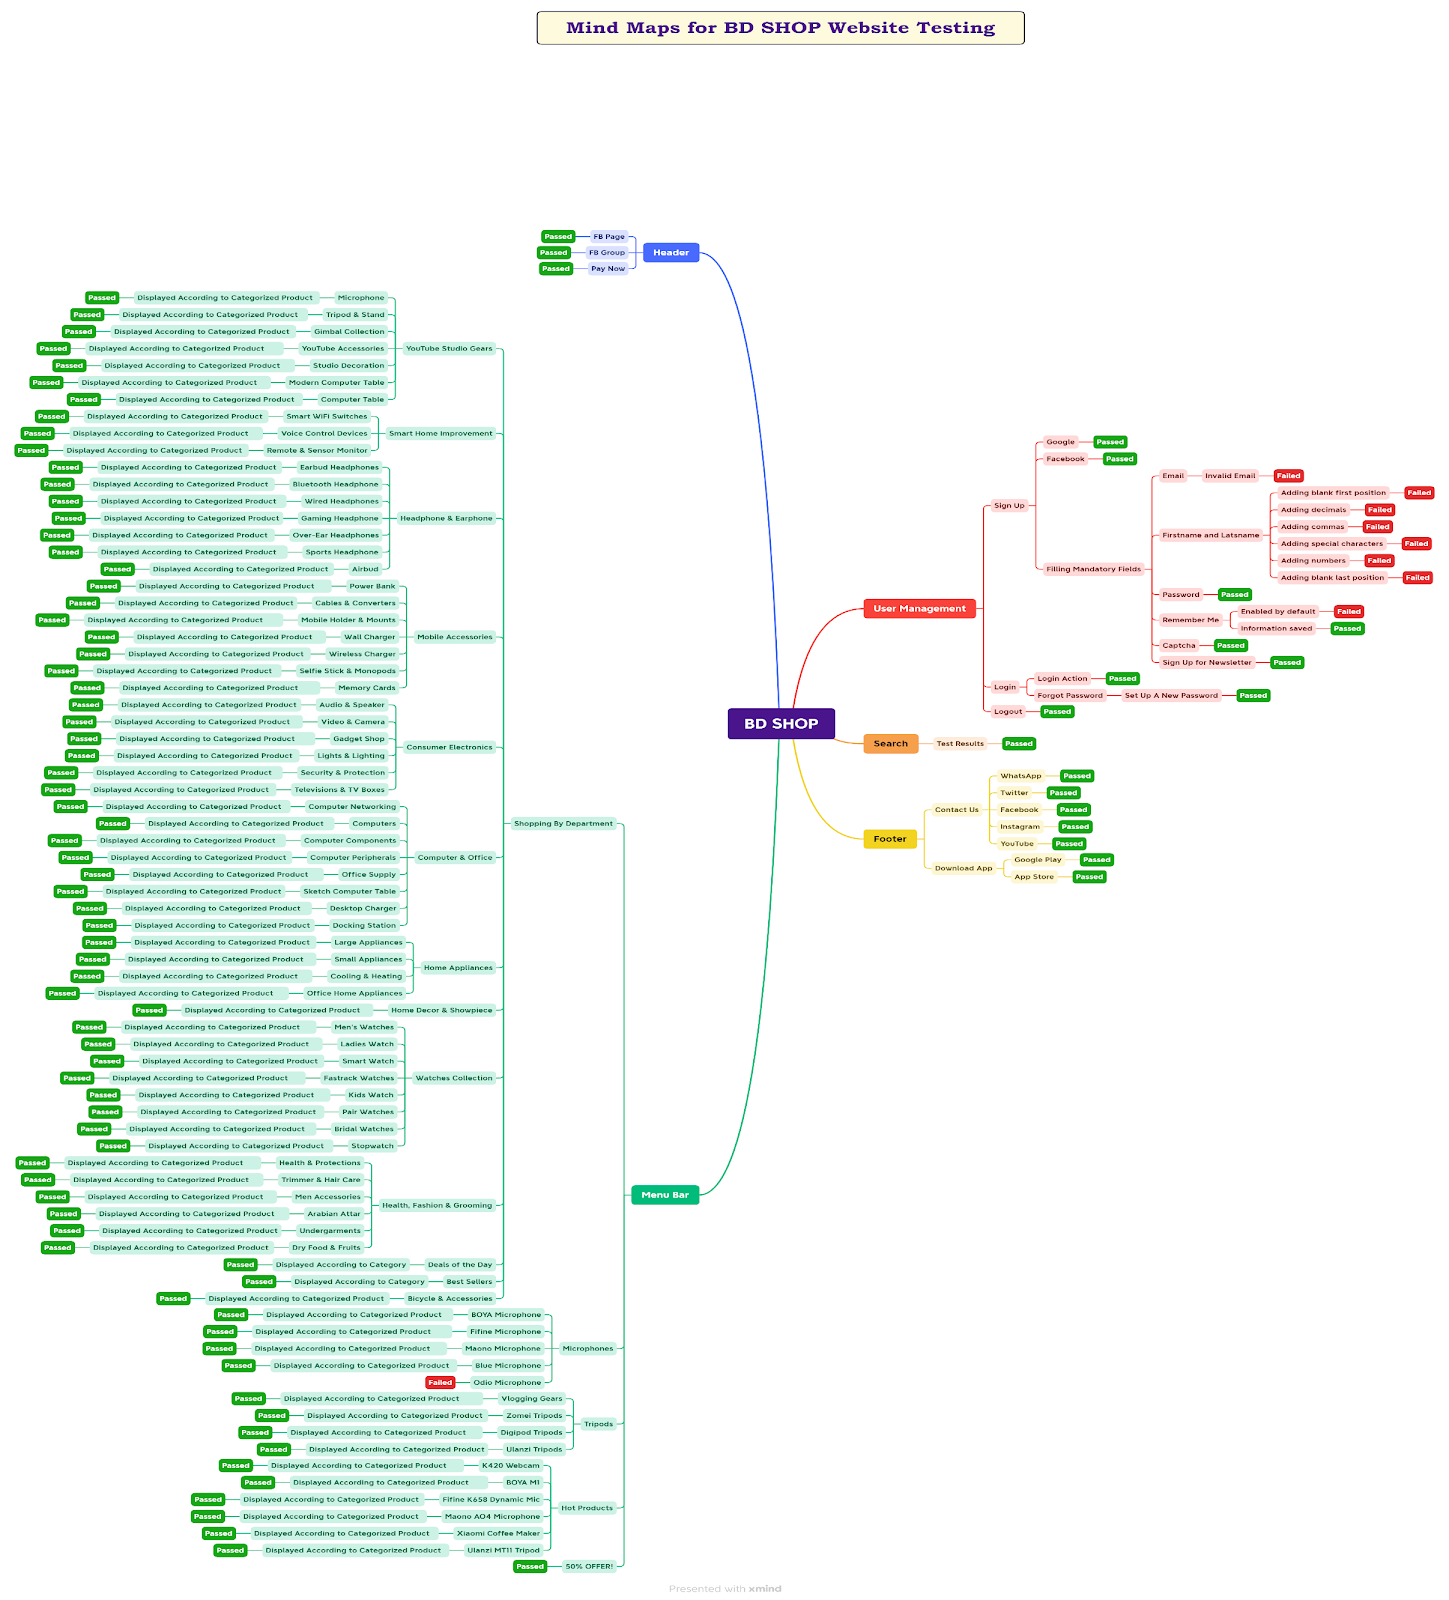 Mind Maps for BD SHOP Website Testing
Passed FB Page
Passed FB Group Header
Passed Pay Now
Passed Displayed According to Categorized Product Microphone
Passed Displayed According to Categorized Product Tripod & Stand
Passed Displayed According to Categorized Product Gimbal Collection
Passed Displayed According to Categorized Product YouTube Accessories YouTube Studio Gears
Passed Displayed According to Categorized Product Studio Decoration
Passed Displayed According to Categorized Product Modern Computer Table
Passed Displayed According to Categorized Product Computer Table
Passed Displayed According to Categorized Product Smart WiFi Switches
Passed Displayed According to Categorized Product Voice Control Devices Smart Home Improvement
Passed Displayed According to Categorized Product Remote & Sensor Monitor
Passed Displayed According to Categorized Product Earbud Headphones
Passed Displayed According to Categorized Product Bluetooth Headphone
Passed Displayed According to Categorized Product Wired Headphones
Passed Displayed According to Categorized Product Gaming Headphone Headphone & Earphone
Passed Displayed According to Categorized Product Over-Ear Headphones
Passed Displayed According to Categorized Product Sports Headphone
Passed Displayed According to Categorized Product Airbud
Passed Displayed According to Categorized Product Power Bank
Passed Displayed According to Categorized Product Cables & Converters
Passed Displayed According to Categorized Product Mobile Holder & Mounts
Passed Displayed According to Categorized Product Wall Charger Mobile Accessories
Passed Displayed According to Categorized Product Wireless Charger
Passed Displayed According to Categorized Product Selfie Stick & Monopods
Passed Displayed According to Categorized Product Memory Cards
Passed Displayed According to Categorized Product Audio & Speaker
Passed Displayed According to Categorized Product Video & Camera
Passed Displayed According to Categorized Product Gadget Shop
Consumer Electronics
Passed Displayed According to Categorized Product Lights & Lighting
Passed Displayed According to Categorized Product Security & Protection
Passed Displayed According to Categorized Product Televisions & TV Boxes
Passed Displayed According to Categorized Product Computer Networking
Passed Displayed According to Categorized Product Computers
Shopping By Department
Passed Displayed According to Categorized Product Computer Components
Passed Displayed According to Categorized Product Computer Peripherals Computer & Office
Passed Displayed According to Categorized Product Office Supply
Passed Displayed According to Categorized Product Sketch Computer Table
Passed Displayed According to Categorized Product Desktop Charger
Passed Displayed According to Categorized Product Docking Station
Passed Displayed According to Categorized Product Large Appliances
Passed Displayed According to Categorized Product Small Appliances
Home Appliances
Passed Displayed According to Categorized Product Cooling & Heating
Passed Displayed According to Categorized Product Office Home Appliances
Passed Displayed According to Categorized Product Home Decor & Showpiece
Passed Displayed According to Categorized Product Men's Watches
Passed Displayed According to Categorized Product Ladies Watch
Passed Displayed According to Categorized Product Smart Watch
Passed Displayed According to Categorized Product Fastrack Watches Watches Collection
Passed Displayed According to Categorized Product Kids Watch
Passed Displayed According to Categorized Product Pair Watches
Passed Displayed According to Categorized Product Bridal Watches
Passed Displayed According to Categorized Product Stopwatch
Passed Displayed According to Categorized Product Health & Protections
Passed Displayed According to Categorized Product Trimmer & Hair Care
Passed Displayed According to Categorized Product Men Accessories
Health, Fashion & Grooming
Passed Displayed According to Categorized Product Arabian Attar
Passed Displayed According to Categorized Product Undergarments
Passed Displayed According to Categorized Product Dry Food & Fruits
Passed Displayed According to Category Deals of the Day
Passed Displayed According to Category Best Sellers
Passed Displayed According to Categorized Product Bicycle & Accessories
Menu Bar
Passed Displayed According to Categorized Product BOYA Microphone
Passed Displayed According to Categorized Product Fifine Microphone
Passed Displayed According to Categorized Product Maono Microphone Microphones
Passed Displayed According to Categorized Product Blue Microphone
Failed Odio Microphone
Passed Displayed According to Categorized Product Vlogging Gears
Passed Displayed According to Categorized Product Zomei Tripods
Tripods
Passed Displayed According to Categorized Product Digipod Tripods
Passed Displayed According to Categorized Product Ulanzi Tripods
Passed Displayed According to Categorized Product K420 Webcam
Passed Displayed According to Categorized Product BOYA M1
Passed Displayed According to Categorized Product Fifine K658 Dynamic Mic
Hot Products
Passed Displayed According to Categorized Product Maono AO4 Microphone
Passed Displayed According to Categorized Product Xiaomi Coffee Maker
Passed Displayed According to Categorized Product Ulanzi MT11 Tripod
Passed 50% OFFER!
BD SHOP
User Management
Sign Up
Google Passed
Facebook Passed
Filling Mandatory Fields
Email Invalid Email Failed
Firstname and Latsname
Adding blank first position Failed
Adding decimals Failed
Adding commas Failed
Adding special characters Failed
Adding numbers Failed
Adding blank last position Failed
Password Passed
Remember Me
Enabled by default Failed
Information saved Passed
Captcha Passed
Sign Up for Newsletter Passed
Login
Login Action Passed
Forgot Password Set Up A New Password Passed
Logout Passed
Search Test Results Passed
Footer
Contact Us
WhatsApp Passed
Twitter Passed
Facebook Passed
Instagram Passed
YouTube Passed
Download App
Google Play Passed
App Store Passed
Presented with xmind